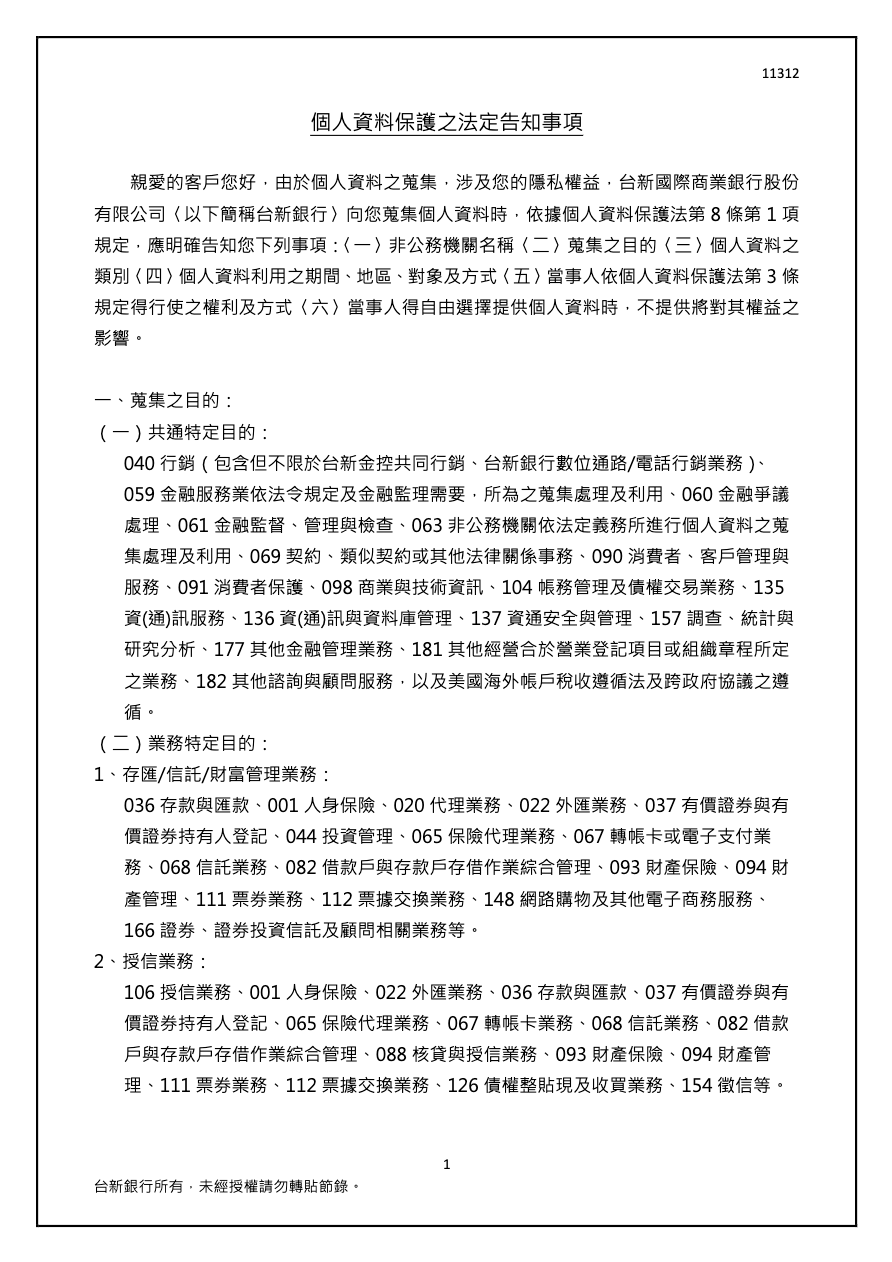 11312
個人資料保護之法定告知事項
親愛的客戶您好，由於個人資料之蒐集，涉及您的隱私權益，台新國際商業銀行股份
有限公司〈以下簡稱台新銀行〉向您蒐集個人資料時，依據個人資料保護法第 8 條第 1 項
規定，應明確告知您下列事項：〈一〉非公務機關名稱〈二〉蒐集之目的〈三〉個人資料之
類別〈四〉個人資料利用之期間、地區、對象及方式〈五〉當事人依個人資料保護法第 3 條
規定得行使之權利及方式〈六〉當事人得自由選擇提供個人資料時，不提供將對其權益之
影響。
一、蒐集之目的：
（一）共通特定目的：
040 行銷（包含但不限於台新金控共同行銷、台新銀行數位通路/電話行銷業務）、
059 金融服務業依法令規定及金融監理需要，所為之蒐集處理及利用、060 金融爭議
處理、061 金融監督、管理與檢查、063 非公務機關依法定義務所進行個人資料之蒐
集處理及利用、069 契約、類似契約或其他法律關係事務、090 消費者、客戶管理與
服務、091 消費者保護、098 商業與技術資訊、104 帳務管理及債權交易業務、135
資(通)訊服務、136 資(通)訊與資料庫管理、137 資通安全與管理、157 調查、統計與
研究分析、177 其他金融管理業務、181 其他經營合於營業登記項目或組織章程所定
之業務、182 其他諮詢與顧問服務，以及美國海外帳戶稅收遵循法及跨政府協議之遵
循。
（二）業務特定目的：
1、存匯/信託/財富管理業務：
036 存款與匯款、001 人身保險、020 代理業務、022 外匯業務、037 有價證券與有
價證券持有人登記、044 投資管理、065 保險代理業務、067 轉帳卡或電子支付業
務、068 信託業務、082 借款戶與存款戶存借作業綜合管理、093 財產保險、094 財
產管理、111 票券業務、112 票據交換業務、148 網路購物及其他電子商務服務、
166 證券、證券投資信託及顧問相關業務等。
2、授信業務：
106 授信業務、001 人身保險、022 外匯業務、036 存款與匯款、037 有價證券與有
價證券持有人登記、065 保險代理業務、067 轉帳卡業務、068 信託業務、082 借款
戶與存款戶存借作業綜合管理、088 核貸與授信業務、093 財產保險、094 財產管
理、111 票券業務、112 票據交換業務、126 債權整貼現及收買業務、154 徵信等。
1
台新銀行所有，未經授權請勿轉貼節錄。